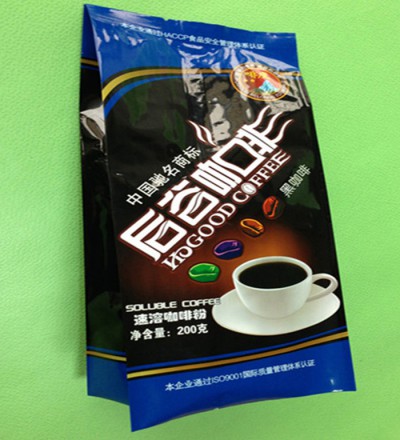 本企业通过HACCP食品安全管理体系认证
中国驰名商标
后谷咖啡
HOGOOD COFFEE
黑咖啡
SOLUBLE COFFEE
速溶咖啡粉
净含量：200克
本企业通过ISO9001国际质量管理体系认证